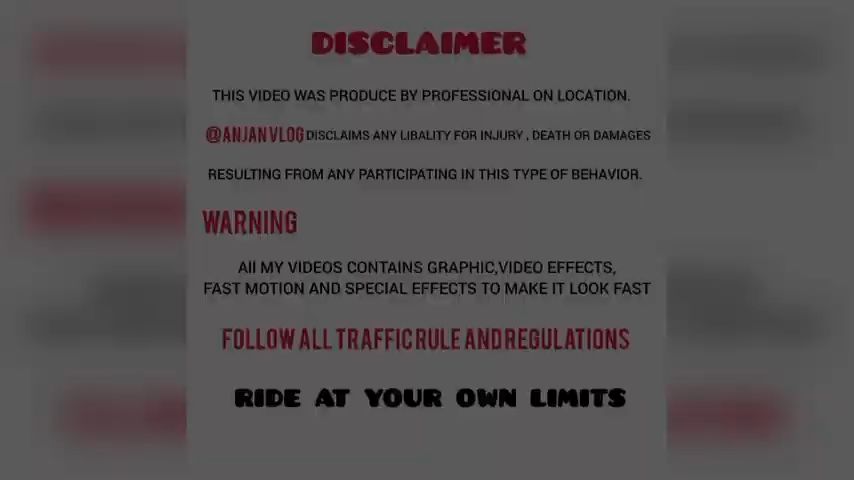 DISCLAIMER
THIS VIDEO WAS PRODUCE BY PROFESSIONAL ON LOCATION.
@ANJAN VLOG DISCLAIMS ANY LIBALITY FOR INJURY , DEATH OR DAMAGES
RESULTING FROM ANY PARTICIPATING IN THIS TYPE OF BEHAVIOR.
WARNING
All MY VIDEOS CONTAINS GRAPHIC,VIDEO EFFECTS,
FAST MOTION AND SPECIAL EFFECTS TO MAKE IT LOOK FAST
FOLLOW ALL TRAFFIC RULE AND REGULATIONS
RIDE AT YOUR OWN LIMITS